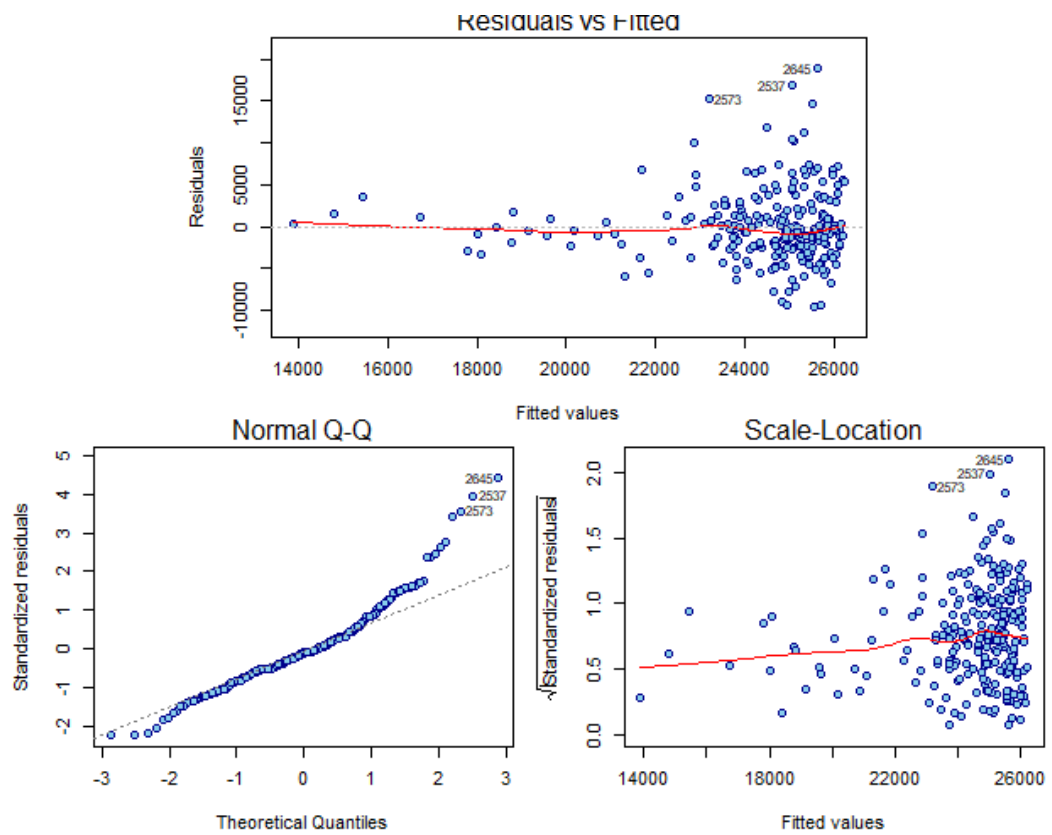 Residuals vs Fitted
Residuals
15000
5000
0
-10000
2645
2537
2573
14000 16000 18000 20000 22000 24000 26000
Fitted values
Normal Q-Q
Standardized residuals
5
4
3
2
1
0
-1
-2
2645
2537
2573
-3 -2 -1 0 1 2 3
Theoretical Quantiles
Scale-Location
√|Standardized residuals|
2.0
1.5
1.0
0.5
0.0
2645
2537
2573
14000 18000 22000 26000
Fitted values